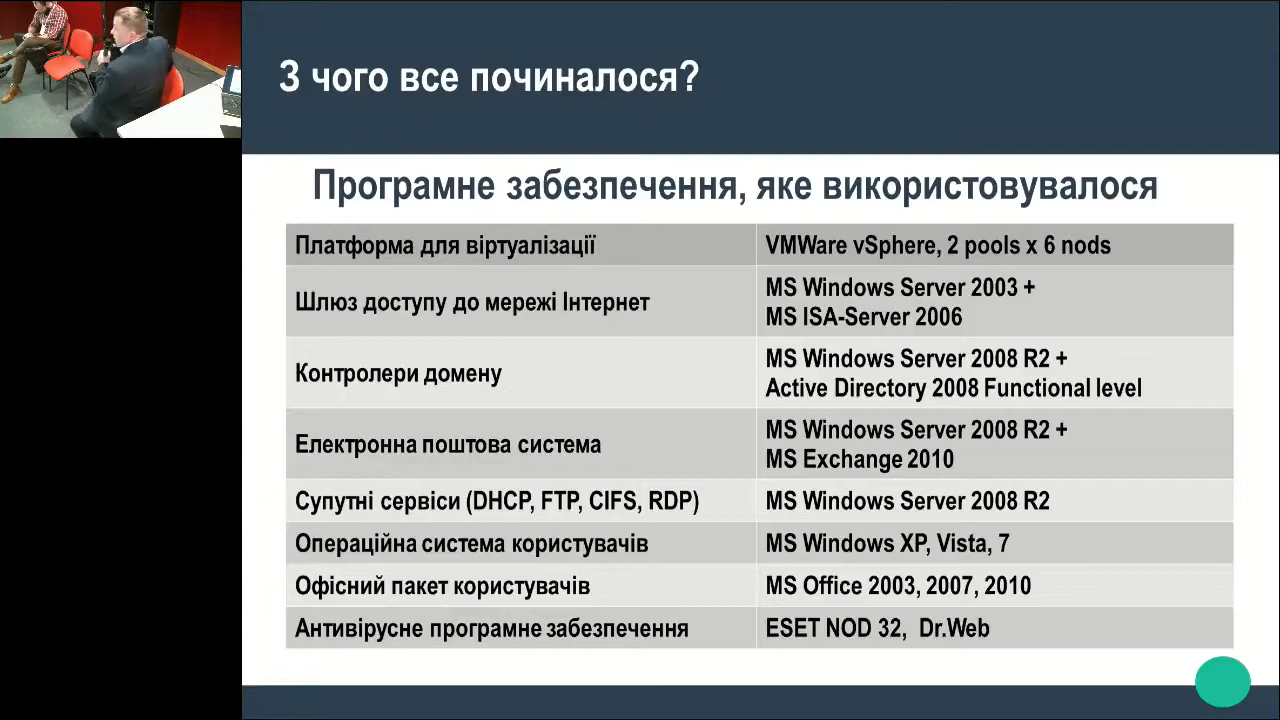 З чого все починалося?
Програмне забезпечення, яке використовувалося
Платформа для віртуалізації
VMWare vSphere, 2 pools x 6 nods
Шлюз доступу до мережі Інтернет
MS Windows Server 2003 +
MS ISA-Server 2006
Контролери домену
MS Windows Server 2008 R2 +
Active Directory 2008 Functional level
Електронна поштова система
MS Windows Server 2008 R2 +
MS Exchange 2010
Супутні сервіси (DHCP, FTP, CIFS, RDP)
MS Windows Server 2008 R2
Операційна система користувачів
MS Windows XP, Vista, 7
Офісний пакет користувачів
MS Office 2003, 2007, 2010
Антивірусне програмне забезпечення
ESET NOD 32, Dr.Web